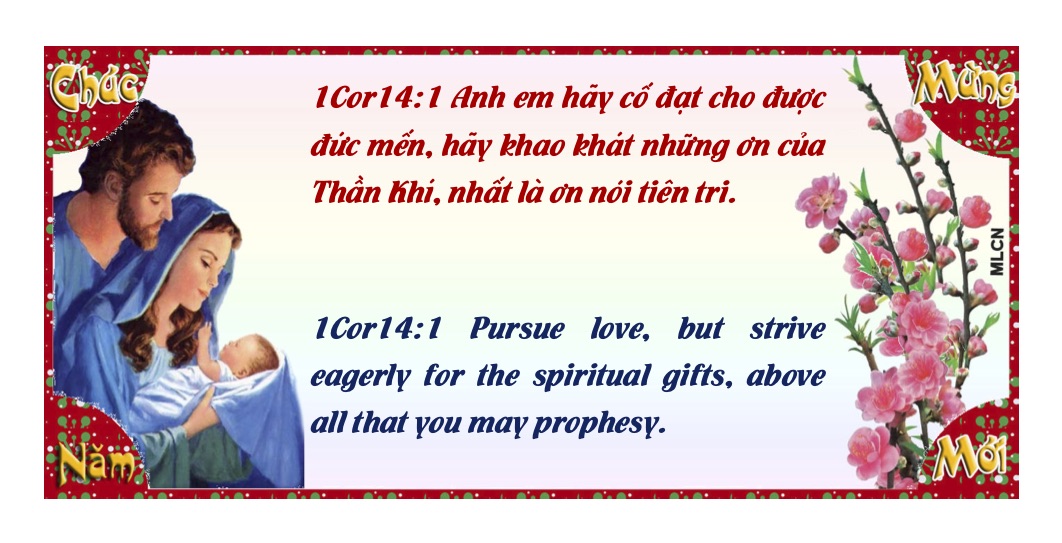 Chúc
Mừng
1Cor14:1 Anh em hãy cố đạt cho được
đức mến, hãy khao khát những ơn của
Thần Khí, nhất là ơn nói tiên tri.
MLCN
1Cor14:1 Pursue love, but strive
eagerly for the spiritual gifts, above
all that you may prophesy.
Năm
Mới